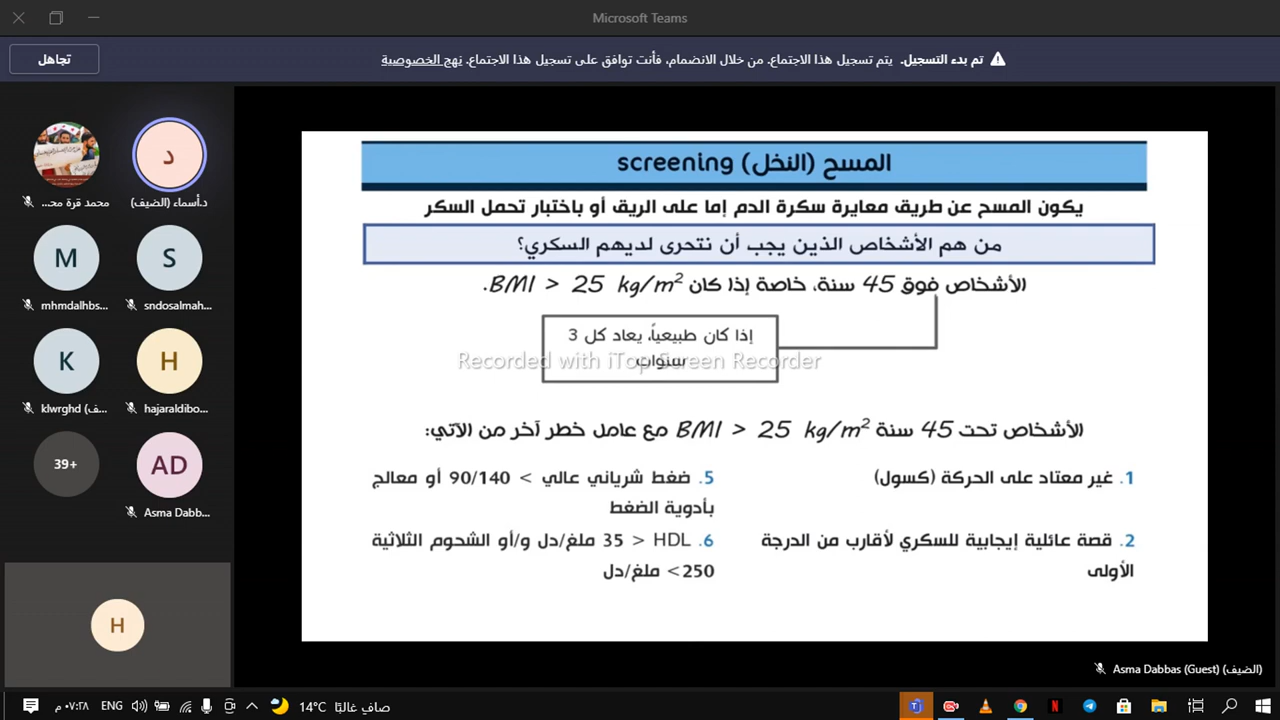 Microsoft Teams
تم بدء التسجيل. يتم تسجيل هذا الاجتماع. من خلال الانضمام، فأنت توافق على تسجيل هذا الاجتماع. نهج الخصوصية
تجاهل
د
د.أسماء (الضيف)
محمد قرة مح...
S
sndosalmah...
M
mhmdalhbs...
H
hajaraldibo...
K
klwrghd (ف...
AD
Asma Dabb...
39+
H
المسح (النخل) screening
يكون المسح عن طريق معايرة سكرة الدم إما على الريق أو باختبار تحمل السكر
من هم الأشخاص الذين يجب أن نتحرى لديهم السكري؟
الأشخاص فوق 45 سنة، خاصة إذا كان BMI > 25 kg/m².
إذا كان طبيعياً، يعاد كل 3
سنوات
Recorded with iTop Screen Recorder
الأشخاص تحت 45 سنة BMI > 25 kg/m² مع عامل خطر آخر من الآتي:
1. غير معتاد على الحركة (كسول)
2. قصة عائلية إيجابية للسكري لأقارب من الدرجة
الأولى
5. ضغط شرياني عالي > 90/140 أو معالج
بأدوية الضغط
6. HDL < 35 ملغ/دل و/أو الشحوم الثلاثية
250> ملغ/دل
Asma Dabbas (Guest) (الضيف)
٠٧:٢٨ م
ENG
14°C صافي غالبًا